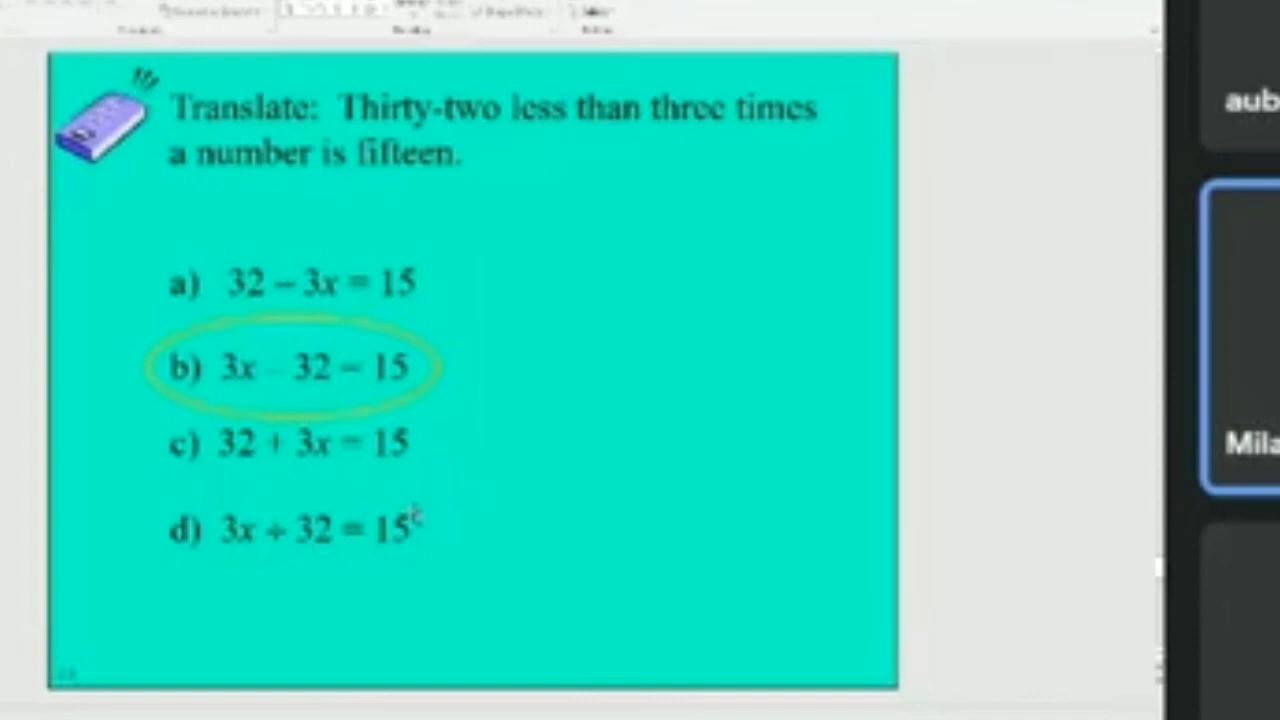 Translate: Thirty-two less than three times
a number is fifteen.
a) 32 – 3x = 15
b) 3x – 32 = 15
c) 32 + 3x = 15
d) 3x + 32 = 15
aub
Mila